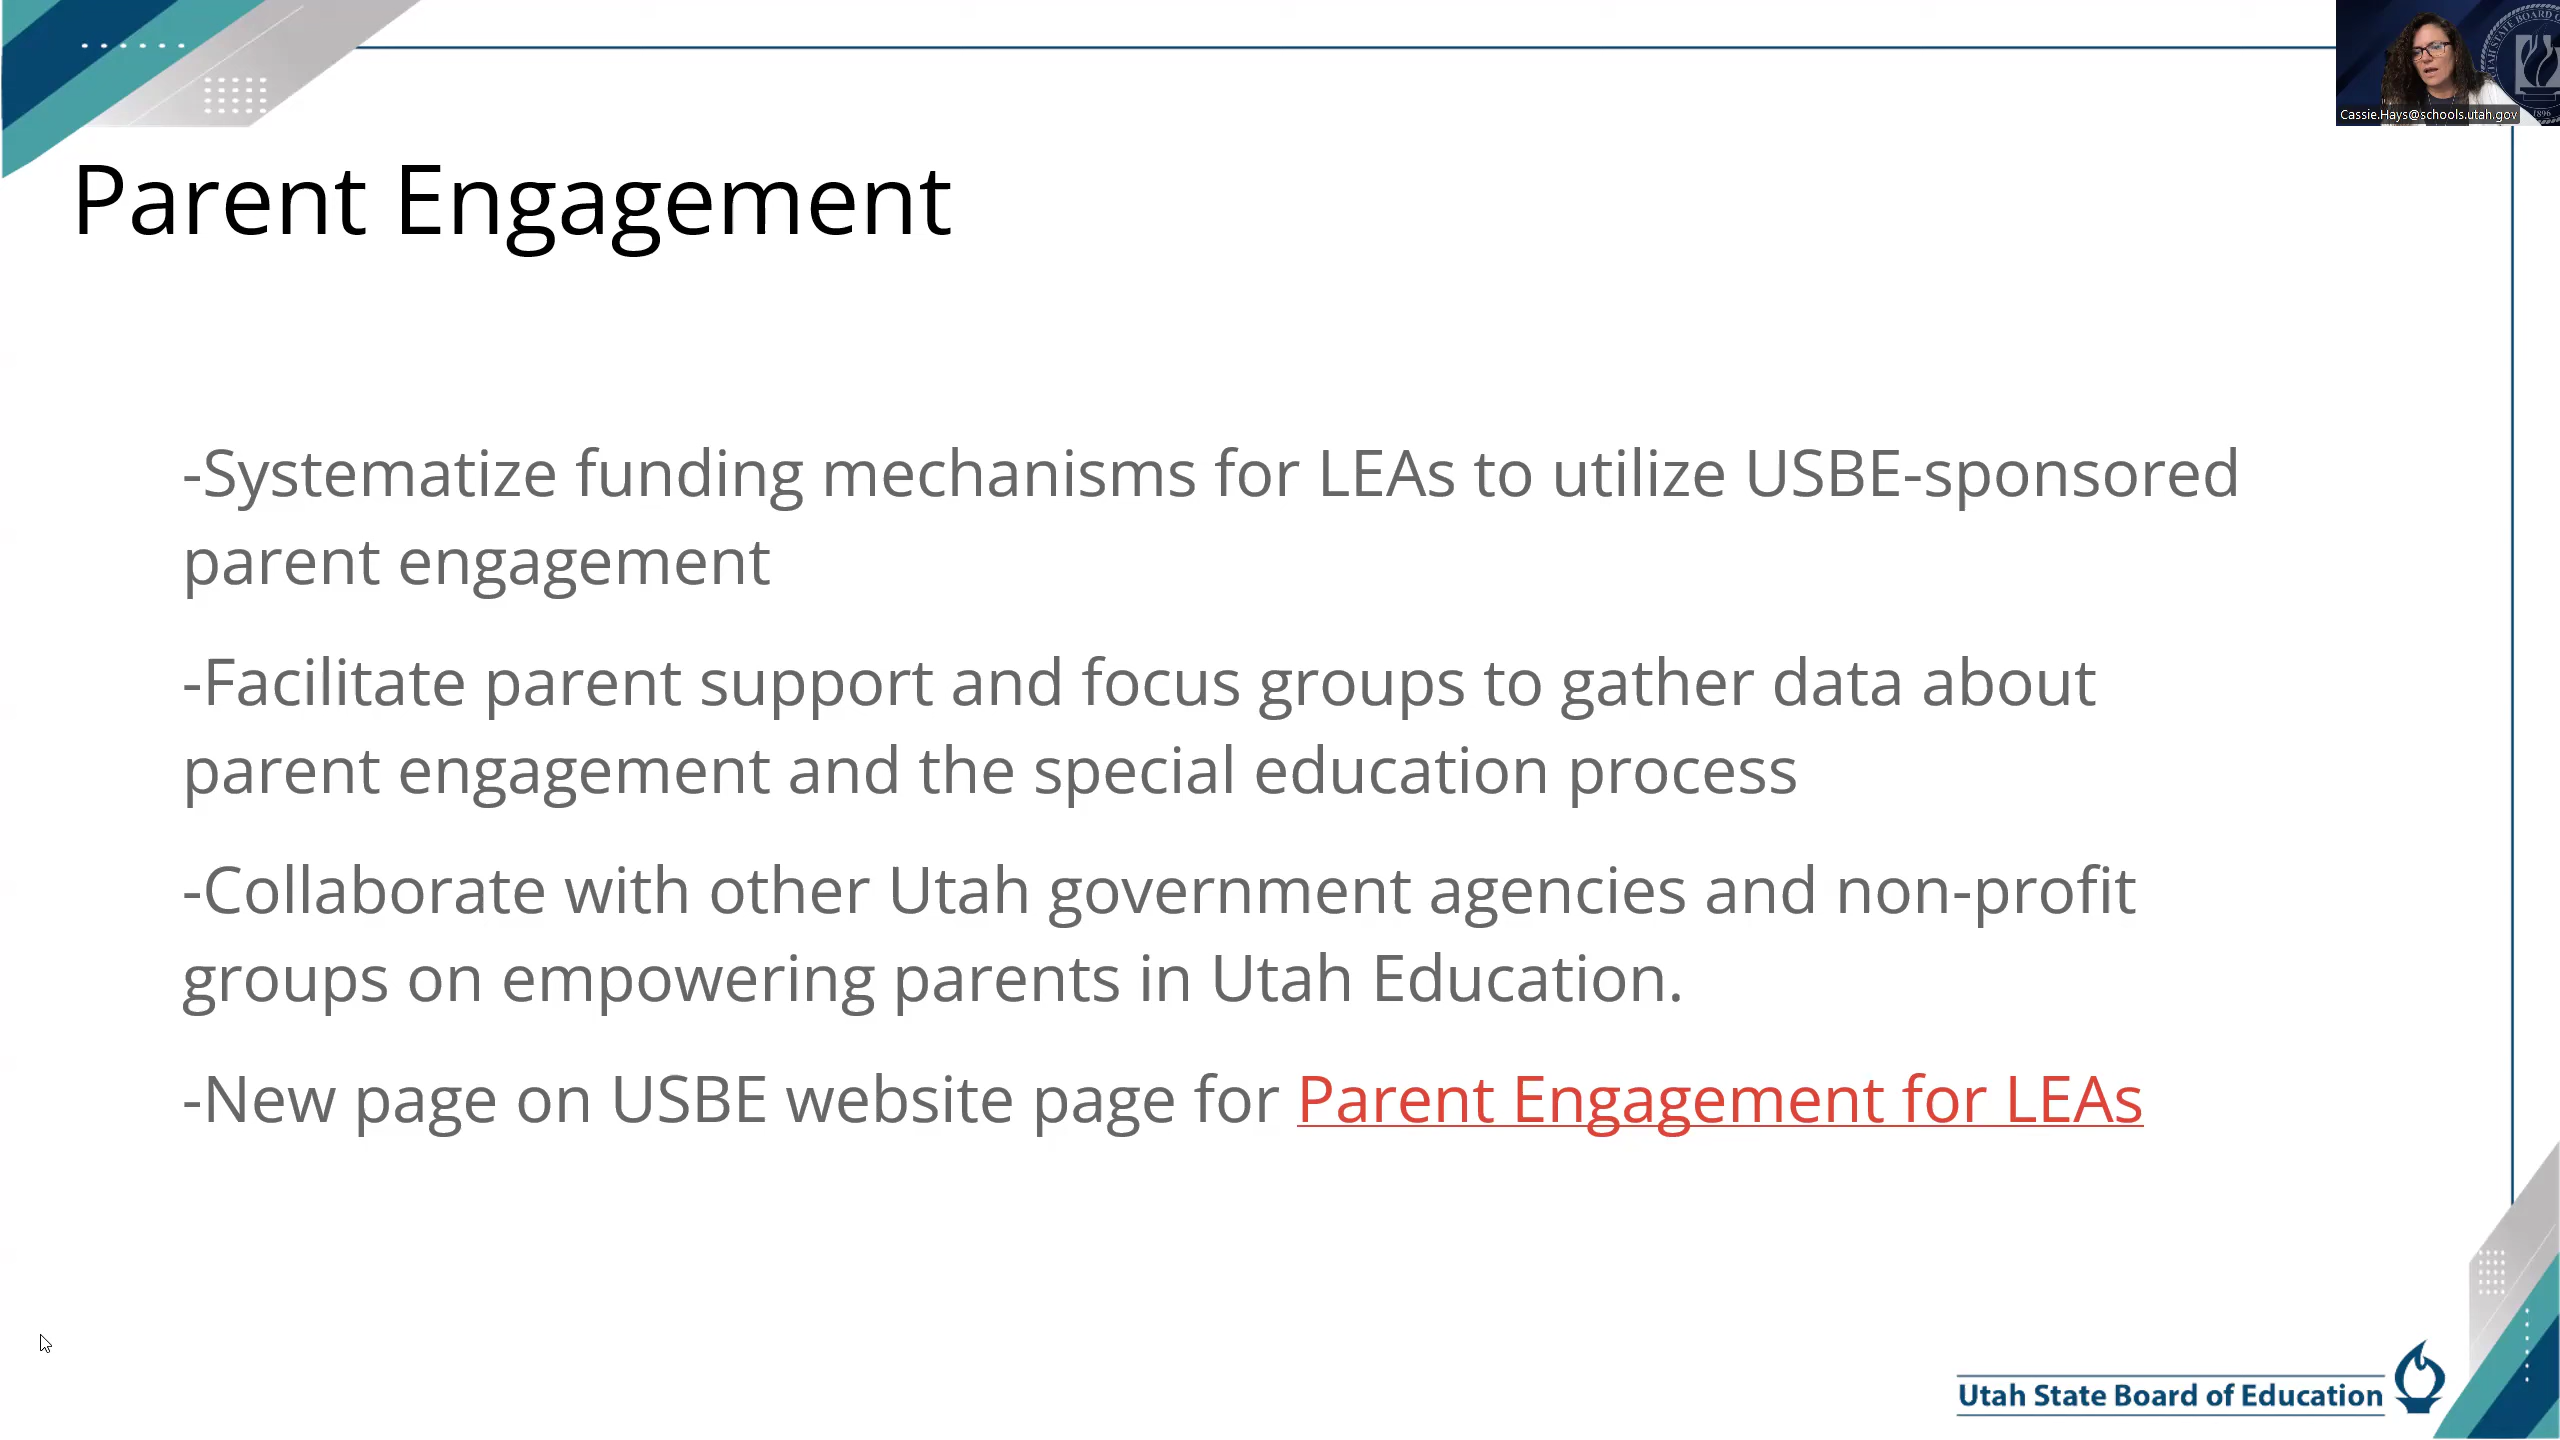 Cassie.Hays@schools.utah.gov
1896
Parent Engagement
-Systematize funding mechanisms for LEAs to utilize USBE-sponsored
parent engagement
-Facilitate parent support and focus groups to gather data about
parent engagement and the special education process
-Collaborate with other Utah government agencies and non-profit
groups on empowering parents in Utah Education.
-New page on USBE website page for Parent Engagement for LEAs
Utah State Board of Education